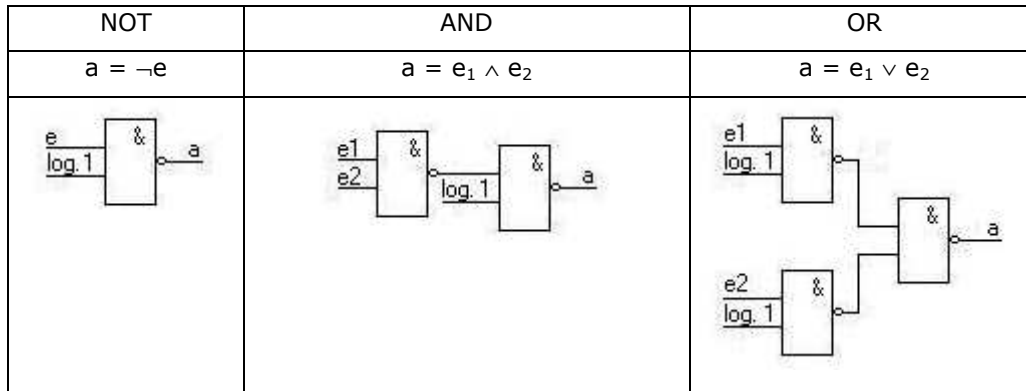 NOT AND OR
a = ¬e a = e₁ ∧ e₂ a = e₁ ∨ e₂
e
log. 1
&
a
e1
e2
&
log. 1
&
a
e1
log. 1
&
e2
log. 1
&
&
a